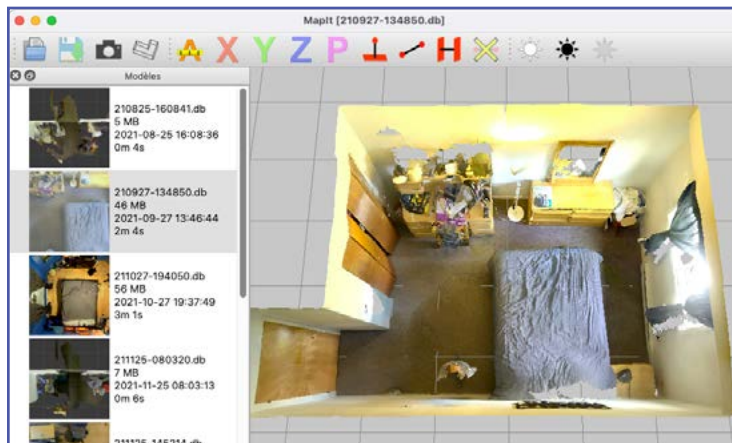 MapIt [210927-134850.db]
A X Y Z P H
Modèles
210825-160841.db
5 MB
2021-08-25 16:08:36
0m 4s
210927-134850.db
46 MB
2021-09-27 13:46:44
2m 4s
211027-194050.db
56 MB
2021-10-27 19:37:49
3m 1s
211125-080320.db
7 MB
2021-11-25 08:03:13
0m 6s